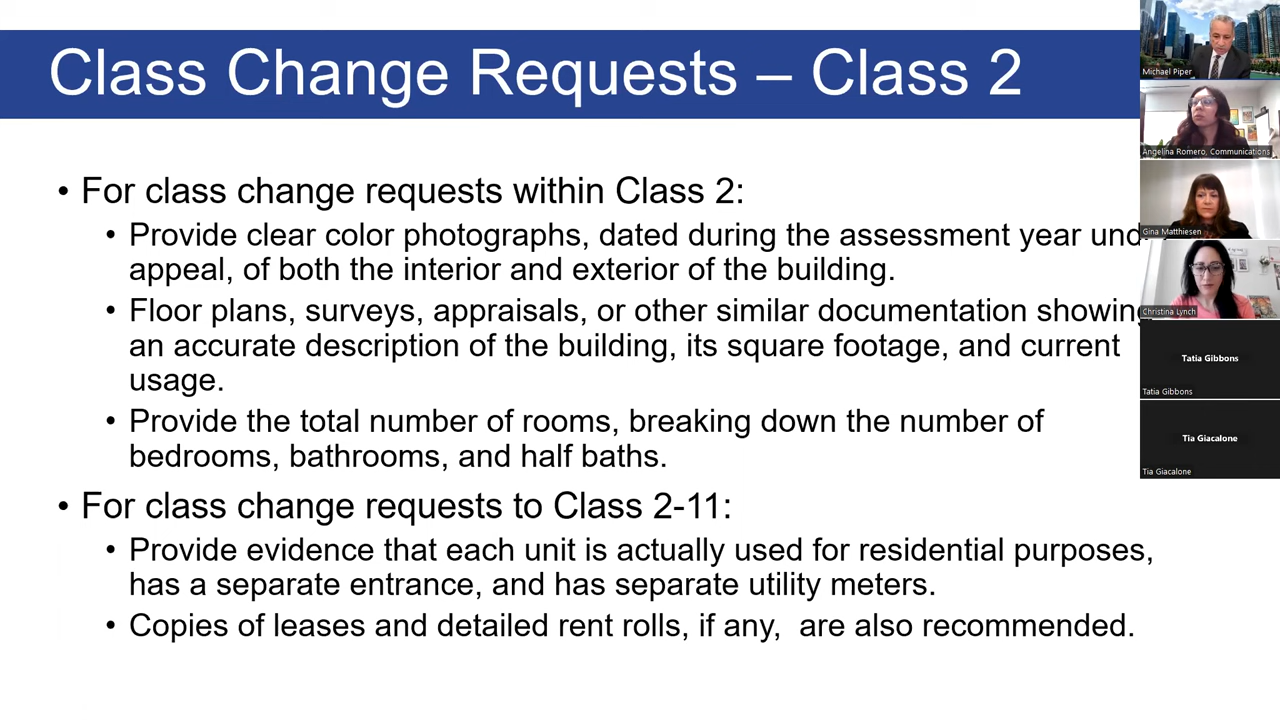 Class Change Requests – Class 2
• For class change requests within Class 2:
• Provide clear color photographs, dated during the assessment year und
appeal, of both the interior and exterior of the building.
• Floor plans, surveys, appraisals, or other similar documentation showing
an accurate description of the building, its square footage, and current
usage.
• Provide the total number of rooms, breaking down the number of
bedrooms, bathrooms, and half baths.
• For class change requests to Class 2-11:
• Provide evidence that each unit is actually used for residential purposes,
has a separate entrance, and has separate utility meters.
• Copies of leases and detailed rent rolls, if any,  are also recommended.
Michael Piper
Angelina Romero, Communications
Gina Matthiesen
Christina Lynch
Tatia Gibbons
Tatia Gibbons
Tia Giacalone
Tia Giacalone